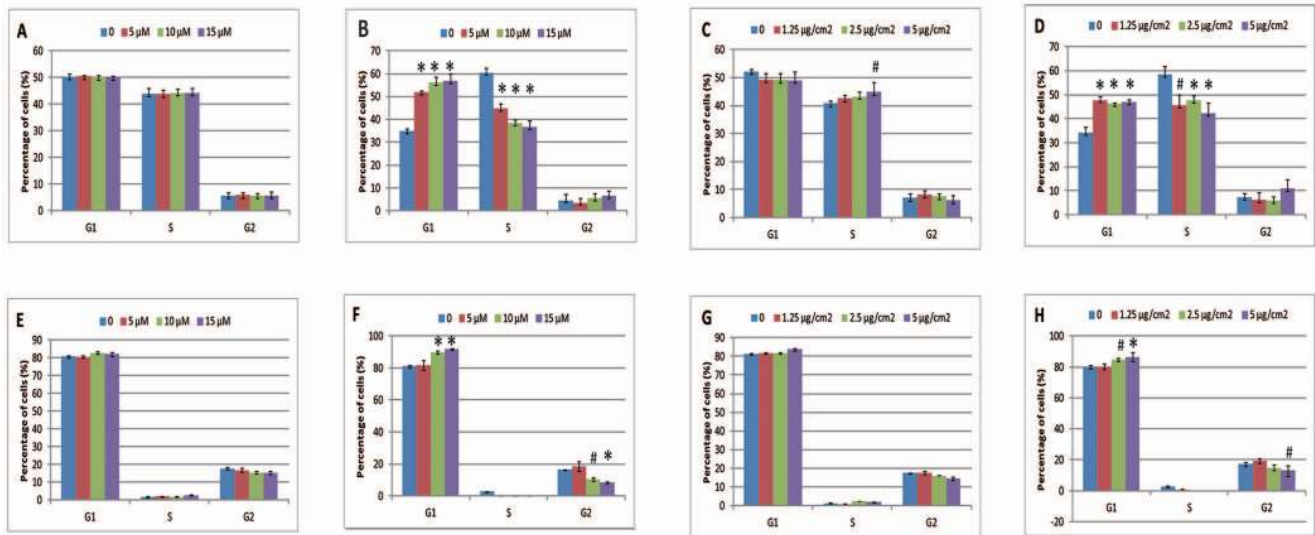 A
0 5 µM 10 µM 15 µM
Percentage of cells (%)
60
50
40
30
20
10
0
G1 S G2
B
0 5 µM 10 µM 15 µM
Percentage of cells (%)
70
60
50
40
30
20
10
0
* * *
* * *
G1 S G2
C
0 1.25 µg/cm2 2.5 µg/cm2 5 µg/cm2
Percentage of cells (%)
60
50
40
30
20
10
0
#
G1 S G2
D
0 1.25 µg/cm2 2.5 µg/cm2 5 µg/cm2
Percentage of cells (%)
70
60
50
40
30
20
10
0
* * *
# * *
G1 S G2
E
0 5 µM 10 µM 15 µM
Percentage of cells (%)
90
80
70
60
50
40
30
20
10
0
G1 S G2
F
0 5 µM 10 µM 15 µM
Percentage of cells (%)
100
80
60
40
20
0
* *
# *
G1 S G2
G
0 1.25 µg/cm2 2.5 µg/cm2 5 µg/cm2
Percentage of cells (%)
90
80
70
60
50
40
30
20
10
0
G1 S G2
H
0 1.25 µg/cm2 2.5 µg/cm2 5 µg/cm2
Percentage of cells (%)
100
80
60
40
20
0
-20
# *
#
G1 S G2